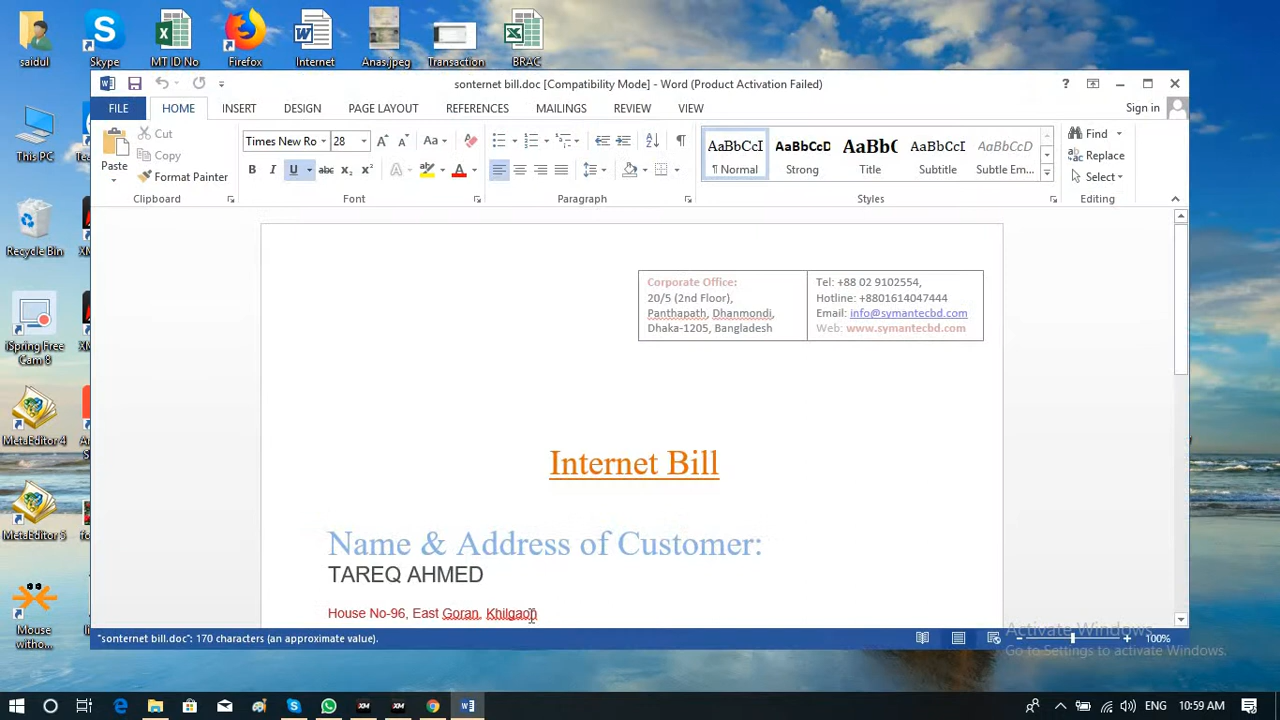 saidul
Skype
MT ID No
Firefox
Internet
Anasijpeg
Transaction
BRAC
This PC
Recycle Bin
iSpring Free
Cam 8
MetaEditor 4
MetaEditor 5
Mouse
witho...
sonternet bill.doc [Compatibility Mode] - Word (Product Activation Failed)
FILE HOME INSERT DESIGN PAGE LAYOUT REFERENCES MAILINGS REVIEW VIEW Sign in
Paste
Cut
Copy
Format Painter
Clipboard
Times New Ro 28
Font
Paragraph
AaBbCcI AaBbCcD AaBbC AaBbCcI AaBbCcD
¶ Normal Strong Title Subtitle Subtle Em...
Styles
Find
Replace
Select
Editing
Corporate Office:
20/5 (2nd Floor),
Panthapath, Dhanmondi,
Dhaka-1205, Bangladesh
Tel: +88 02 9102554,
Hotline: +8801614047444
Email: info@symantecbd.com
Web: www.symantecbd.com
Internet Bill
Name & Address of Customer:
TAREQ AHMED
House No-96, East Goran, Khilgaon
"sonternet bill.doc": 170 characters (an approximate value).
100%
Activate Windows
Go to Settings to activate Windows.
10:59 AM